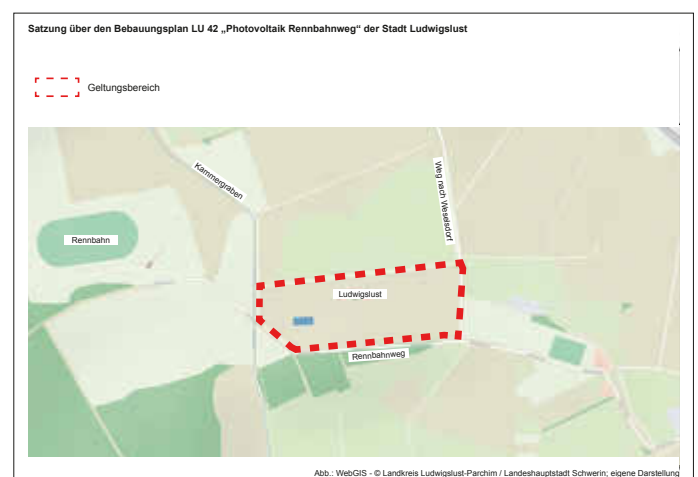 Satzung über den Bebauungsplan LU 42 „Photovoltaik Rennbahnweg“ der Stadt Ludwigslust
Geltungsbereich
Kammergraben
Weg nach Weselsdorf
Rennbahn
Ludwigslust
Rennbahnweg
Abb.: WebGIS - © Landkreis Ludwigslust-Parchim / Landeshauptstadt Schwerin; eigene Darstellung